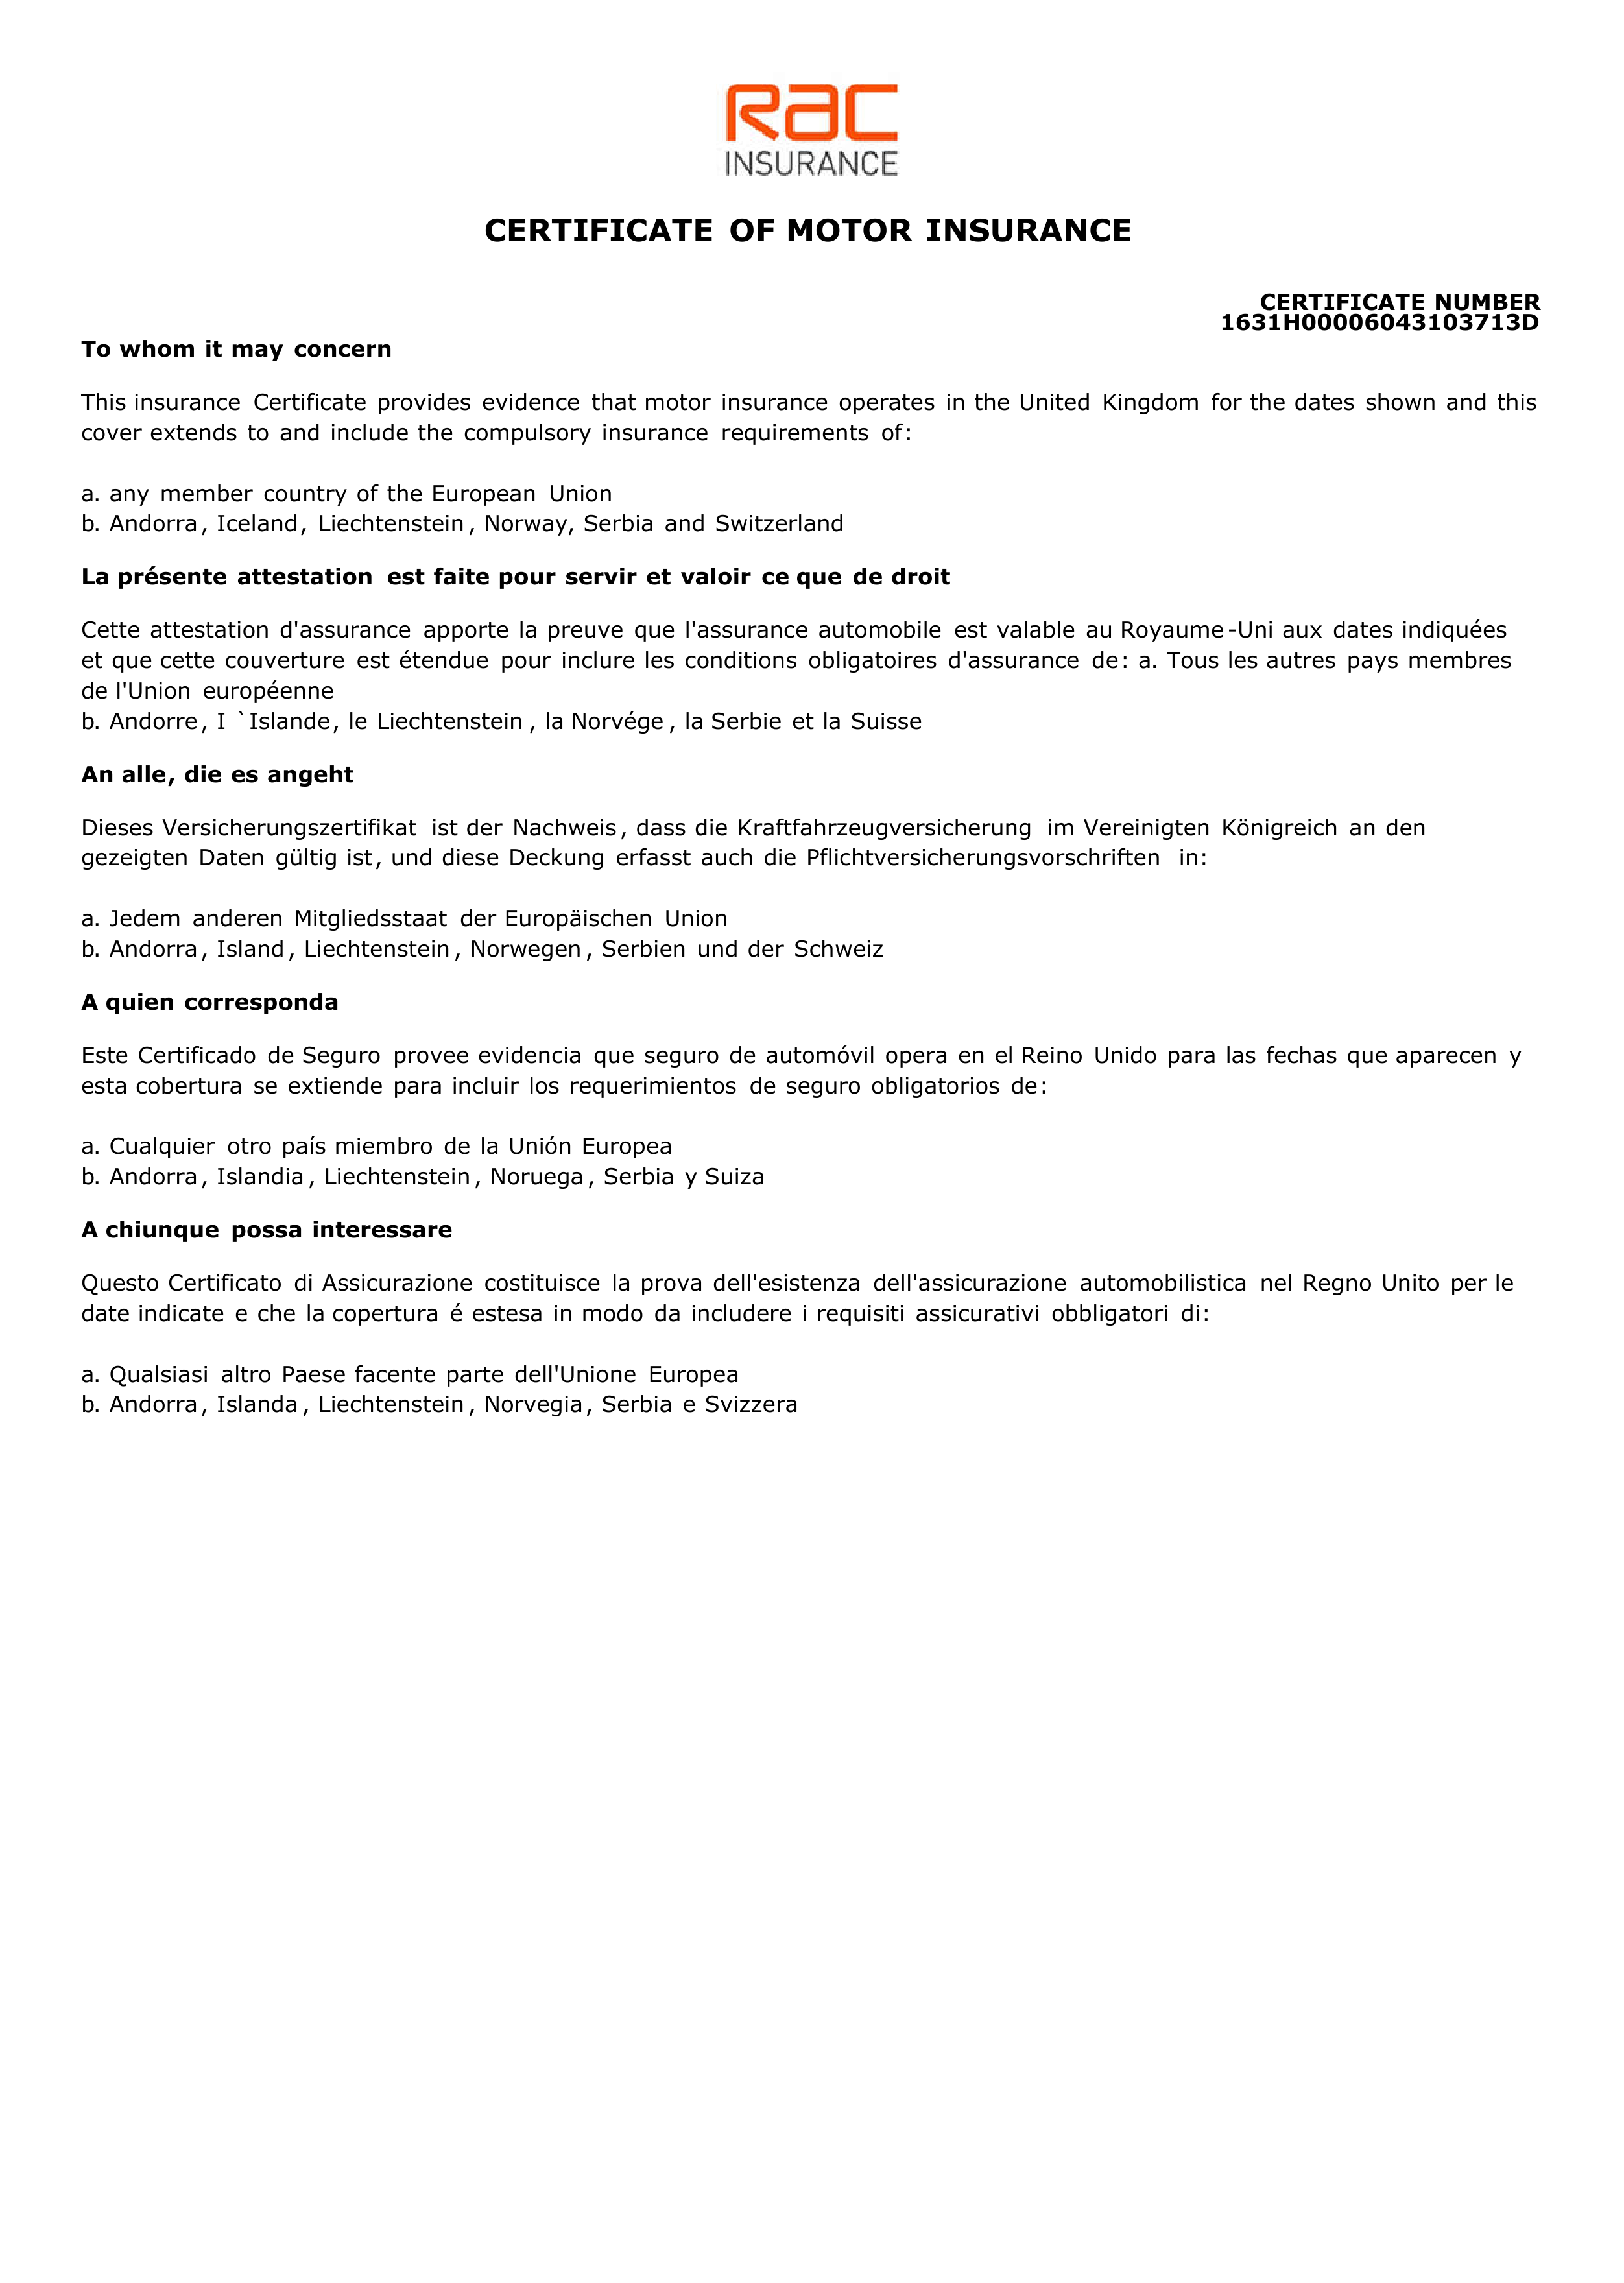 RAC
INSURANCE
CERTIFICATE OF MOTOR INSURANCE
CERTIFICATE NUMBER
1631H00006043103713D
To whom it may concern
This insurance Certificate provides evidence that motor insurance operates in the United Kingdom for the dates shown and this
cover extends to and include the compulsory insurance requirements of:
a. any member country of the European Union
b. Andorra, Iceland, Liechtenstein, Norway, Serbia and Switzerland
La présente attestation est faite pour servir et valoir ce que de droit
Cette attestation d'assurance apporte la preuve que l'assurance automobile est valable au Royaume-Uni aux dates indiquées
et que cette couverture est étendue pour inclure les conditions obligatoires d'assurance de: a. Tous les autres pays membres
de l'Union européenne
b. Andorre, I `Islande, le Liechtenstein, la Norvége, la Serbie et la Suisse
An alle, die es angeht
Dieses Versicherungszertifikat ist der Nachweis, dass die Kraftfahrzeugversicherung im Vereinigten Königreich an den
gezeigten Daten gültig ist, und diese Deckung erfasst auch die Pflichtversicherungsvorschriften in:
a. Jedem anderen Mitgliedsstaat der Europäischen Union
b. Andorra, Island, Liechtenstein, Norwegen, Serbien und der Schweiz
A quien corresponda
Este Certificado de Seguro provee evidencia que seguro de automóvil opera en el Reino Unido para las fechas que aparecen y
esta cobertura se extiende para incluir los requerimientos de seguro obligatorios de:
a. Cualquier otro país miembro de la Unión Europea
b. Andorra, Islandia, Liechtenstein, Noruega, Serbia y Suiza
A chiunque possa interessare
Questo Certificato di Assicurazione costituisce la prova dell'esistenza dell'assicurazione automobilistica nel Regno Unito per le
date indicate e che la copertura é estesa in modo da includere i requisiti assicurativi obbligatori di:
a. Qualsiasi altro Paese facente parte dell'Unione Europea
b. Andorra, Islanda, Liechtenstein, Norvegia, Serbia e Svizzera